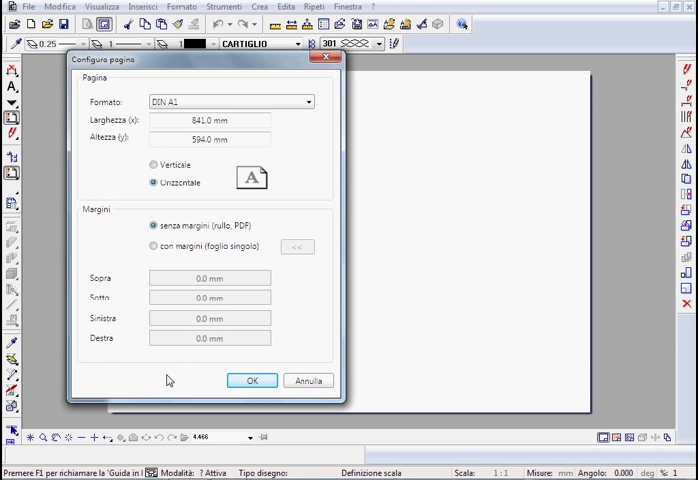 File Modifica Visualizza Inserisci Formato Strumenti Crea Edita Ripeti Finestra ?
0.25 1 1 CARTIGLIO 301
Configura pagina
Pagina
Formato: DIN A1
Larghezza (x): 841.0 mm
Altezza (y): 594.0 mm
Verticale
Orizzontale
A
Margini
senza margini (rullo, PDF)
con margini (foglio singolo) <<
Sopra 0.0 mm
Sotto 0.0 mm
Sinistra 0.0 mm
Destra 0.0 mm
OK Annulla
4.466
Premere F1 per richiamare la 'Guida in l Modalità: ? Attiva Tipo disegno: Definizione scala Scala: 1:1 Misure: mm Angolo: 0.000 %: 1